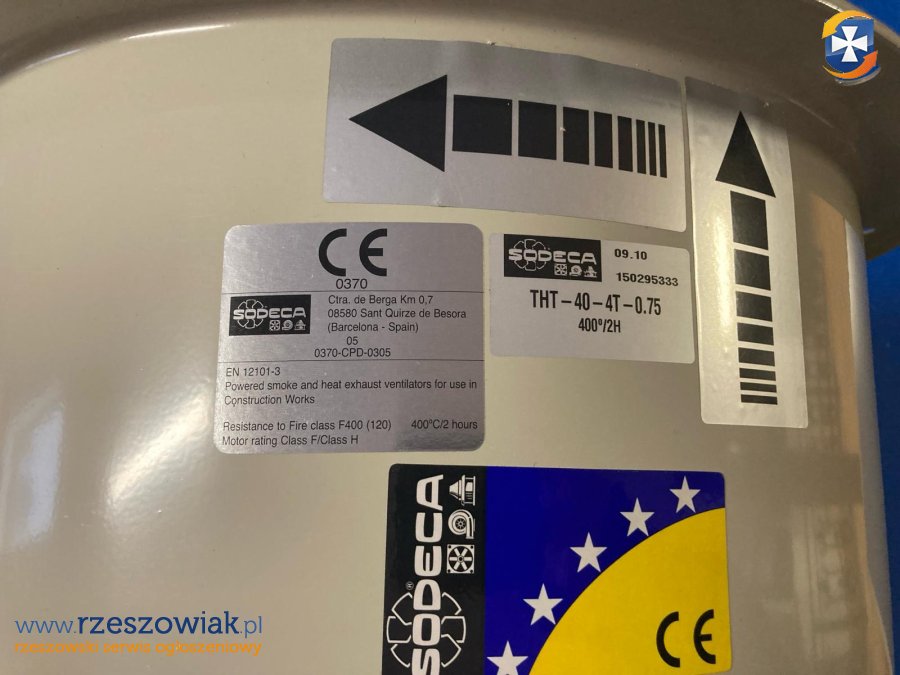 CE
0370
SODECA
Ctra. de Berga Km 0,7
08580 Sant Quirze de Besora
(Barcelona - Spain)
05
0370-CPD-0305
EN 12101-3
Powered smoke and heat exhaust ventilators for use in
Construction Works
Resistance to Fire class F400 (120) 400°C/2 hours
Motor rating Class F/Class H
SODECA
09.10
150295333
THT-40-4T-0.75
400º/2H
SODECA®
CE
www.rzeszowiak.pl
rzeszowski serwis ogłoszeniowy